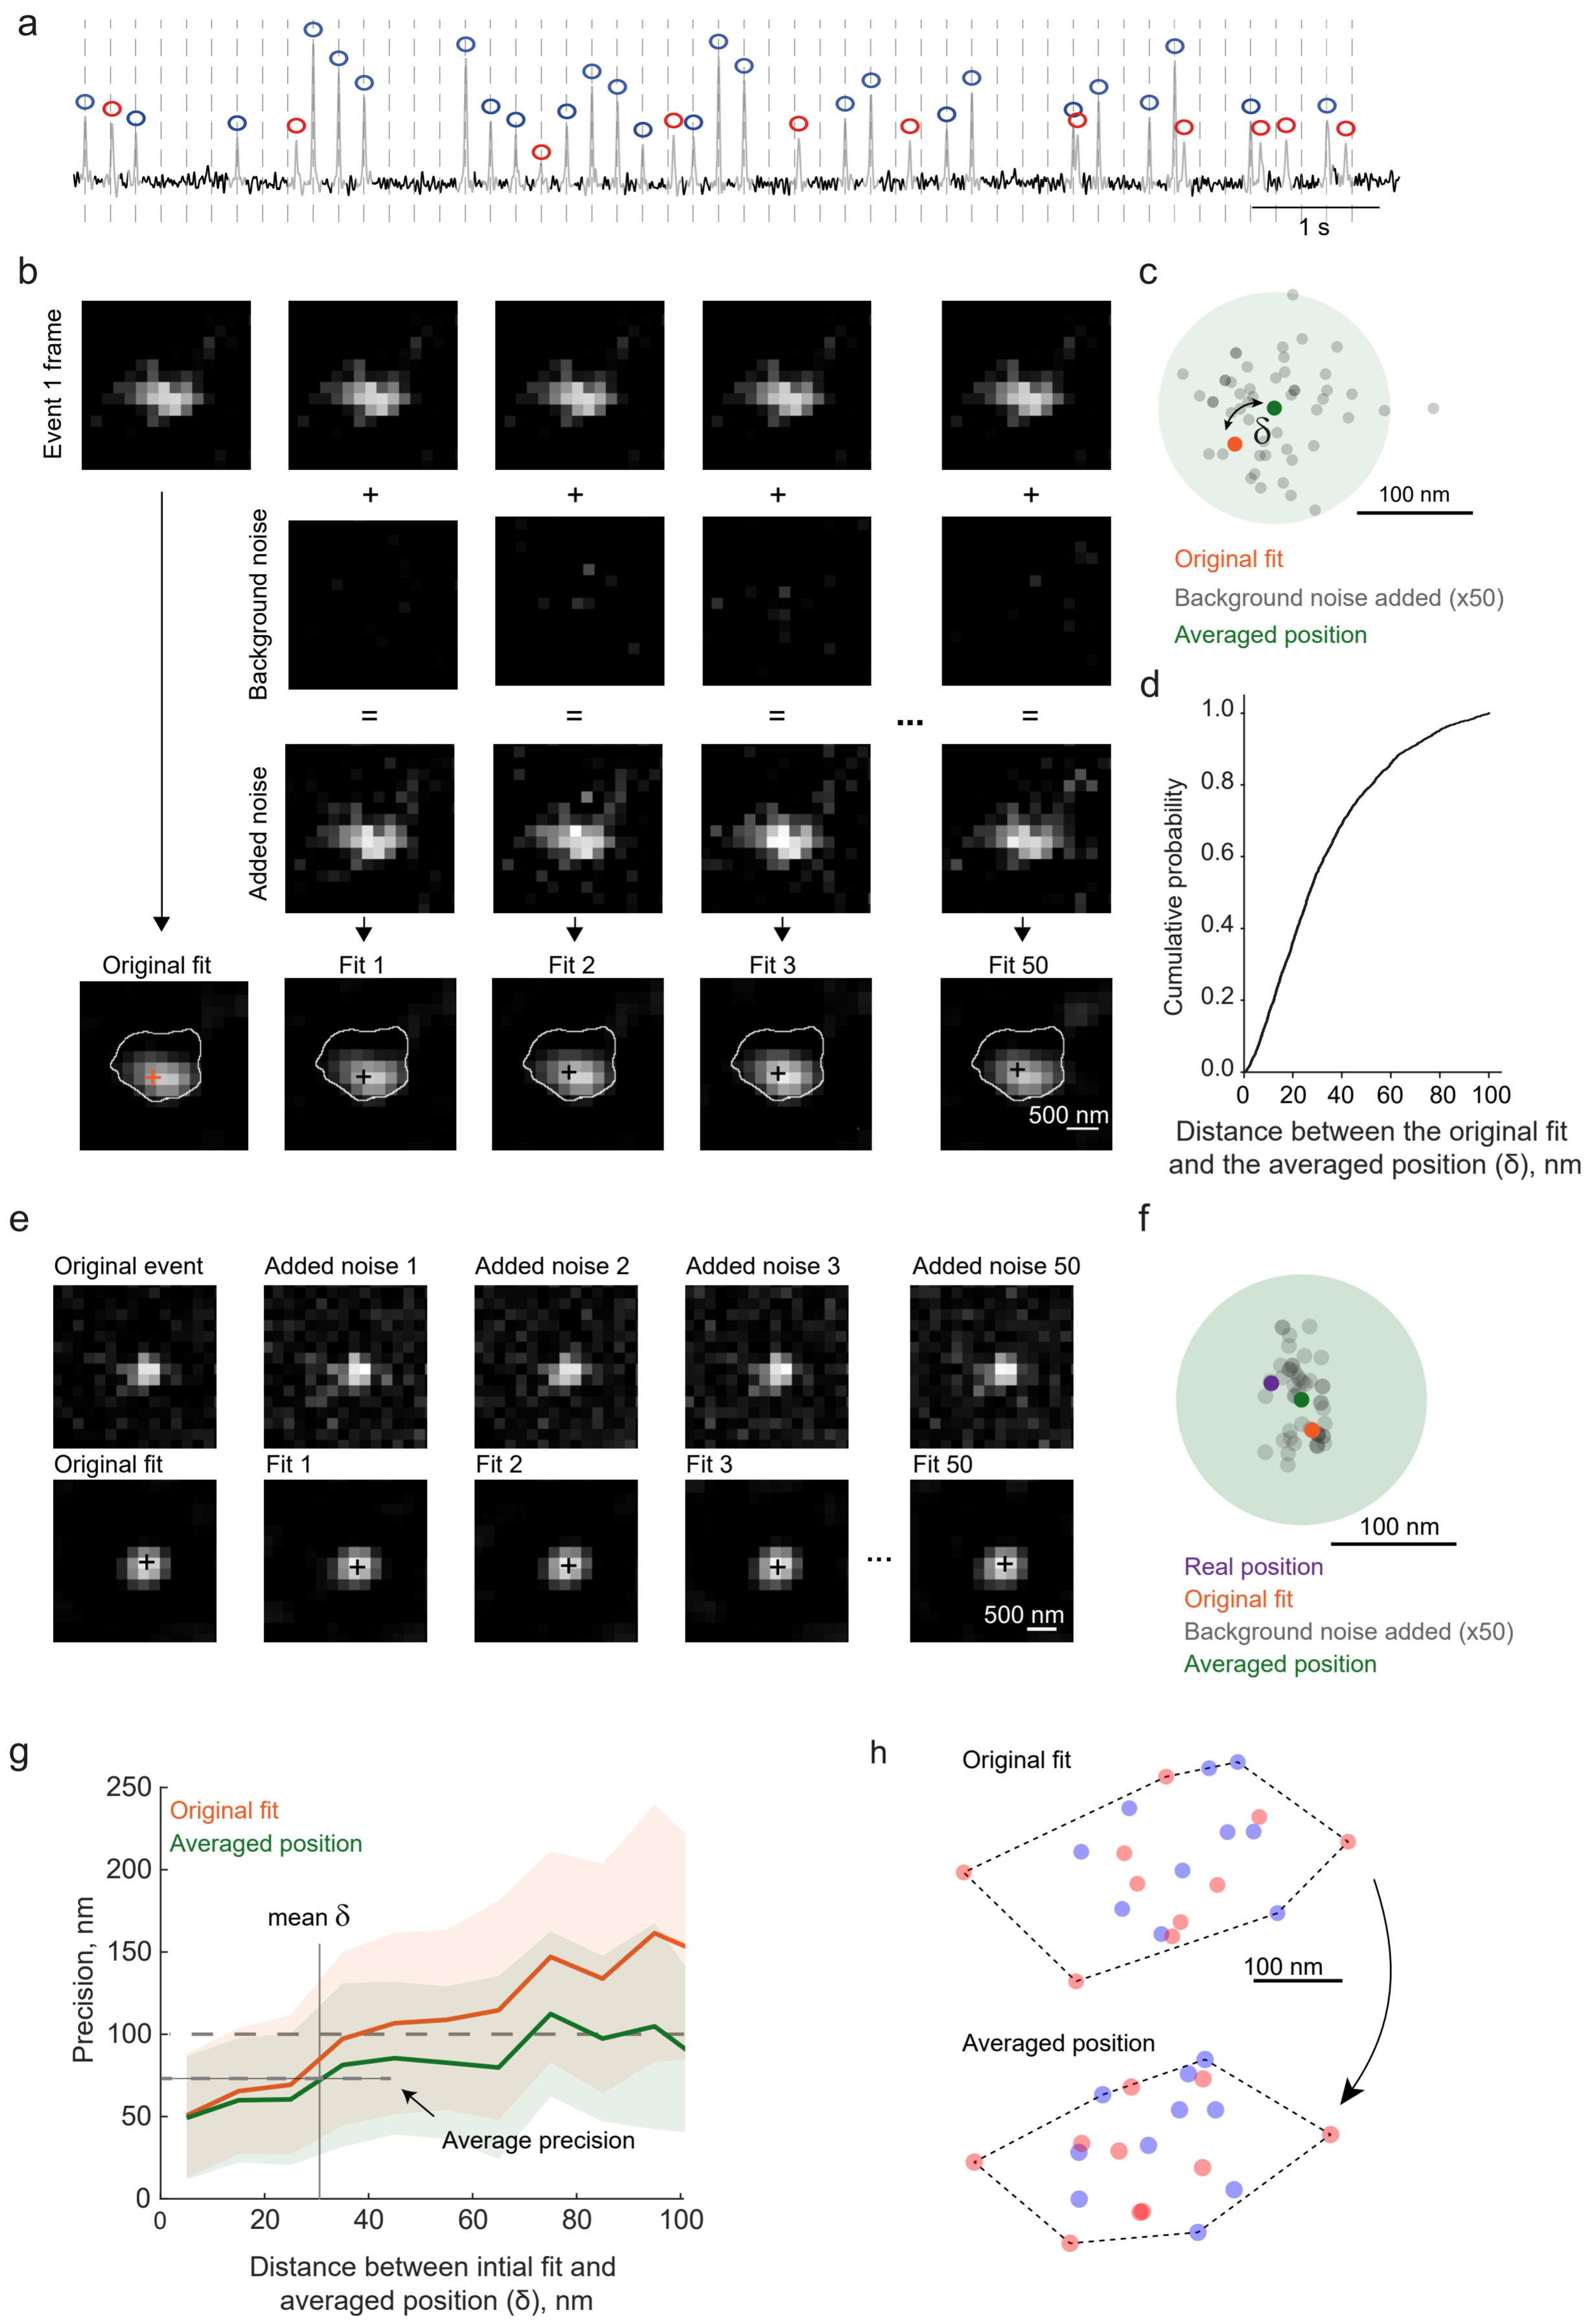 a
1 s
b
Event 1 frame
+ + + +
Background noise
= = = ... =
Added noise
Original fit Fit 1 Fit 2 Fit 3 Fit 50
+ + + + +
500 nm
c
δ
100 nm
Original fit
Background noise added (x50)
Averaged position
d
Cumulative probability
1.0
0.8
0.6
0.4
0.2
0.0
0 20 40 60 80 100
Distance between the original fit
and the averaged position (δ), nm
e
Original event Added noise 1 Added noise 2 Added noise 3 Added noise 50
Original fit Fit 1 Fit 2 Fit 3 Fit 50
+ + + + ... +
500 nm
f
100 nm
Real position
Original fit
Background noise added (x50)
Averaged position
g
Precision, nm
250
200
150
100
50
0
Original fit
Averaged position
mean δ
Average precision
0 20 40 60 80 100
Distance between intial fit and
averaged position (δ), nm
h
Original fit
100 nm
Averaged position